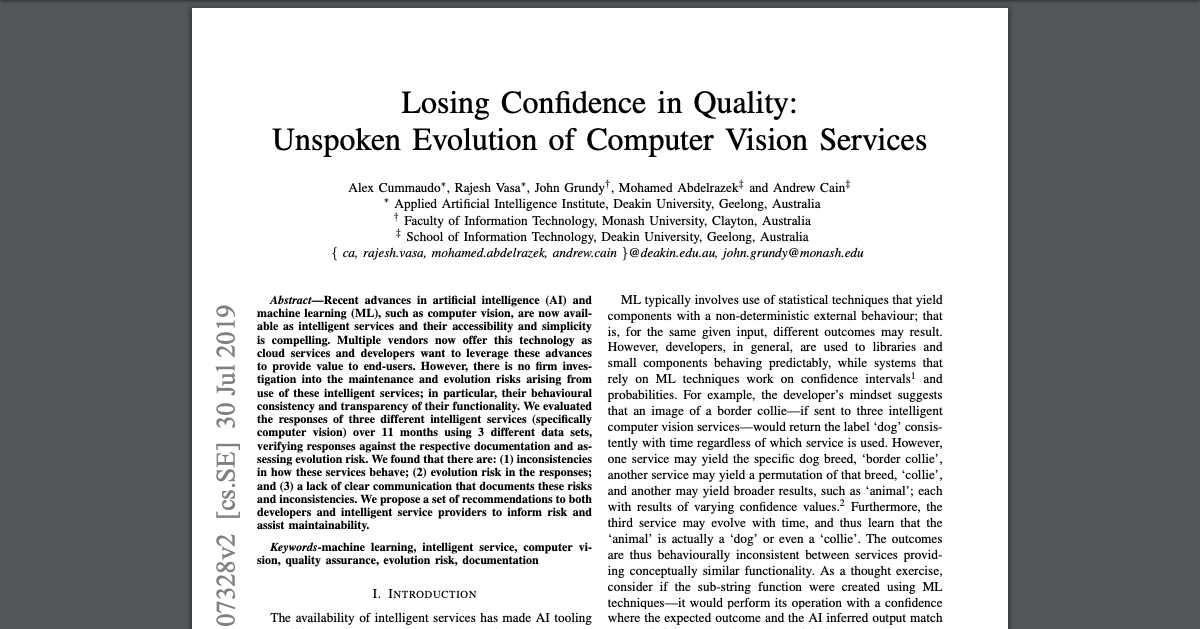 Losing Confidence in Quality:
Unspoken Evolution of Computer Vision Services
Alex Cummaudo*, Rajesh Vasa*, John Grundy†, Mohamed Abdelrazek‡ and Andrew Cain‡
* Applied Artificial Intelligence Institute, Deakin University, Geelong, Australia
† Faculty of Information Technology, Monash University, Clayton, Australia
‡ School of Information Technology, Deakin University, Geelong, Australia
{ ca, rajesh.vasa, mohamed.abdelrazek, andrew.cain }@deakin.edu.au, john.grundy@monash.edu
07328v2 [cs.SE] 30 Jul 2019
Abstract—Recent advances in artificial intelligence (AI) and
machine learning (ML), such as computer vision, are now avail-
able as intelligent services and their accessibility and simplicity
is compelling. Multiple vendors now offer this technology as
cloud services and developers want to leverage these advances
to provide value to end-users. However, there is no firm inves-
tigation into the maintenance and evolution risks arising from
use of these intelligent services; in particular, their behavioural
consistency and transparency of their functionality. We evaluated
the responses of three different intelligent services (specifically
computer vision) over 11 months using 3 different data sets,
verifying responses against the respective documentation and as-
sessing evolution risk. We found that there are: (1) inconsistencies
in how these services behave; (2) evolution risk in the responses;
and (3) a lack of clear communication that documents these risks
and inconsistencies. We propose a set of recommendations to both
developers and intelligent service providers to inform risk and
assist maintainability.
Keywords-machine learning, intelligent service, computer vi-
sion, quality assurance, evolution risk, documentation
I. Introduction
The availability of intelligent services has made AI tooling
ML typically involves use of statistical techniques that yield
components with a non-deterministic external behaviour; that
is, for the same given input, different outcomes may result.
However, developers, in general, are used to libraries and
small components behaving predictably, while systems that
rely on ML techniques work on confidence intervals1 and
probabilities. For example, the developer's mindset suggests
that an image of a border collie—if sent to three intelligent
computer vision services—would return the label ‘dog’ consis-
tently with time regardless of which service is used. However,
one service may yield the specific dog breed, ‘border collie’,
another service may yield a permutation of that breed, ‘collie’,
and another may yield broader results, such as ‘animal’; each
with results of varying confidence values.2 Furthermore, the
third service may evolve with time, and thus learn that the
‘animal’ is actually a ‘dog’ or even a ‘collie’. The outcomes
are thus behaviourally inconsistent between services provid-
ing conceptually similar functionality. As a thought exercise,
consider if the sub-string function were created using ML
techniques—it would perform its operation with a confidence
where the expected outcome and the AI inferred output match